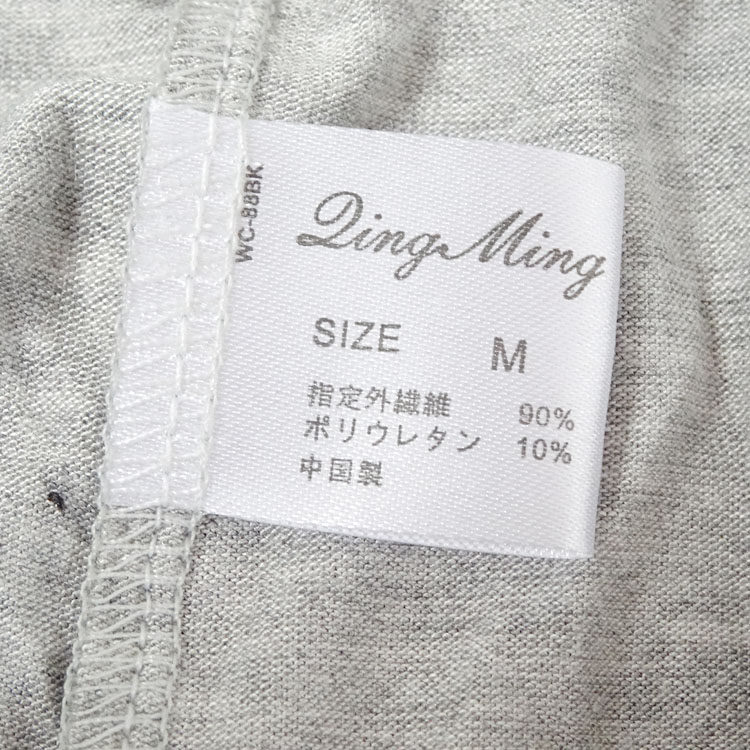 WC-88BK
Qing Ming
SIZE M
指定外繊維 90%
ポリウレタン 10%
中国製